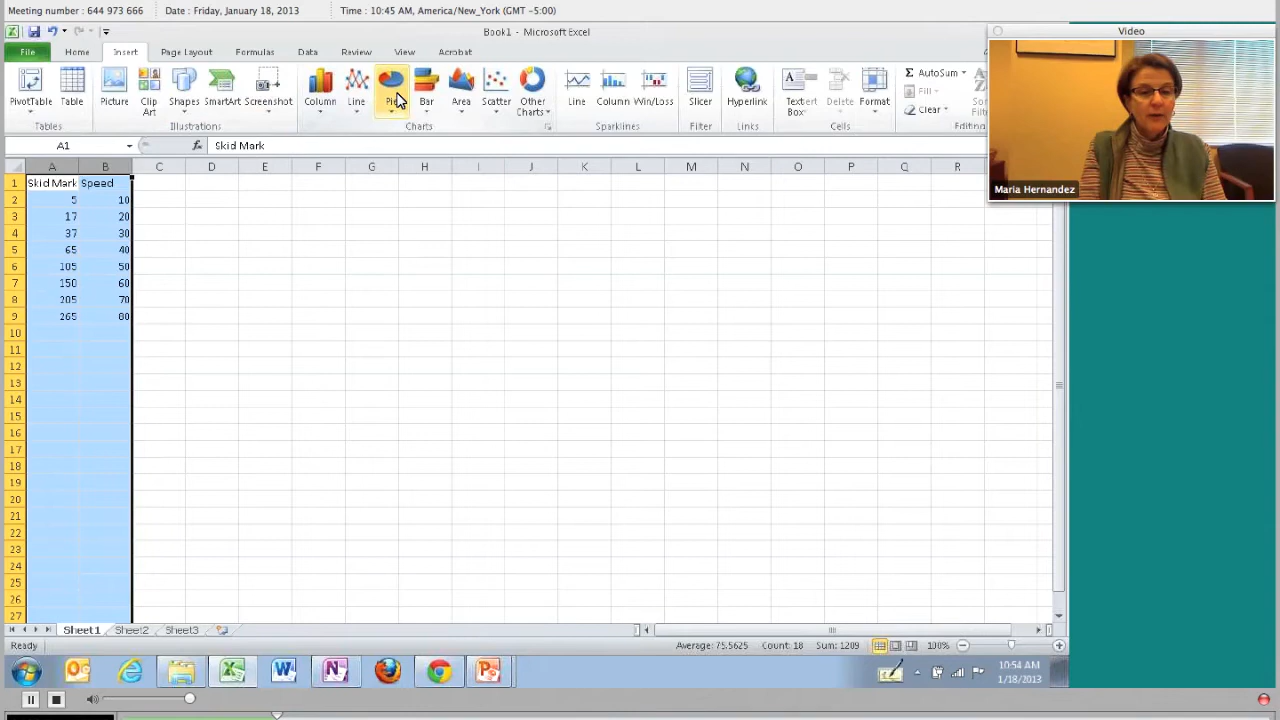 Meeting number : 644 973 666 Date : Friday, January 18, 2013 Time : 10:45 AM, America/New_York (GMT -5:00)
Book1 - Microsoft Excel
Video
File Home Insert Page Layout Formulas Data Review View Acrobat
PivotTable Table Picture Clip Art Shapes SmartArt Screenshot Column Line Pie Bar Area Scatter Other Charts Line Column Win/Loss Slicer Hyperlink Text Box Delete Format AutoSum Fill Clear
Tables Illustrations Charts Sparklines Filter Links Cells Editing
A1 fx Skid Mark
Maria Hernandez
A B C D E F G H I J K L M N O P Q R
1 Skid Mark Speed
2 5 10
3 17 20
4 37 30
5 65 40
6 105 50
7 150 60
8 205 70
9 265 80
10
11
12
13
14
15
16
17
18
19
20
21
22
23
24
25
26
27
Sheet1 Sheet2 Sheet3
Ready Average: 75.5625 Count: 18 Sum: 1209 100%
10:54 AM
1/18/2013